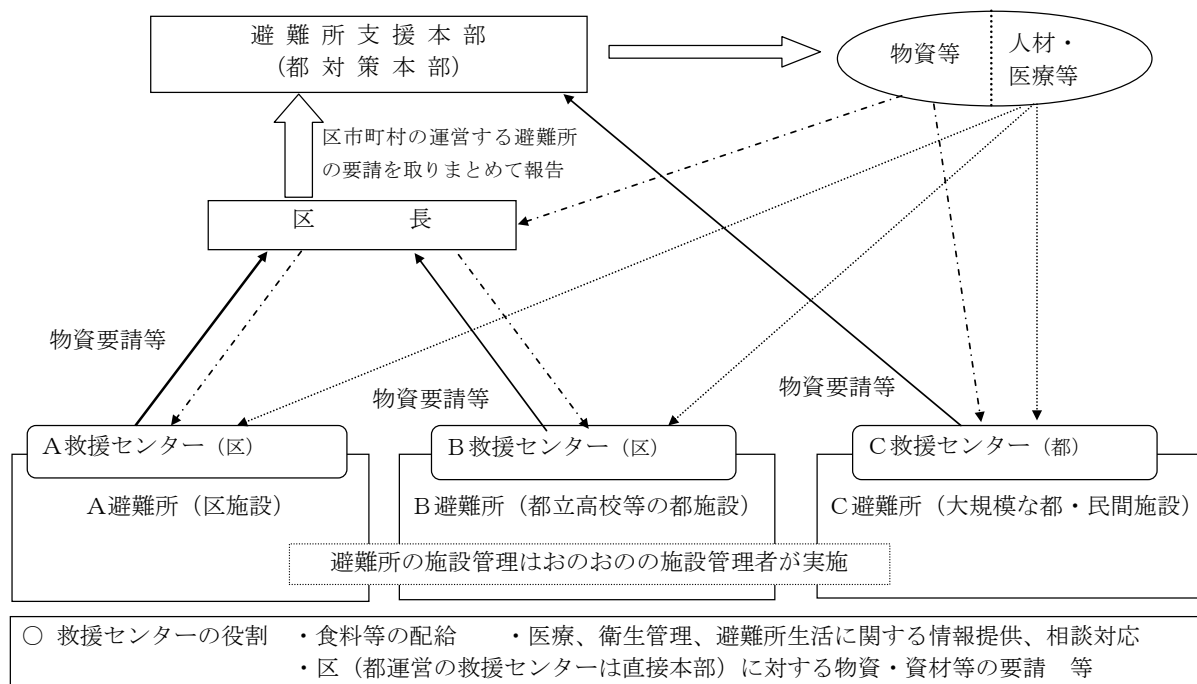 避難所支援本部
(都対策本部)
物資等
人材・
医療等
区市町村の運営する避難所
の要請を取りまとめて報告
区　　　長
物資要請等
物資要請等
物資要請等
A救援センター（区）
B救援センター（区）
C救援センター（都）
A避難所（区施設）
B避難所（都立高校等の都施設）
C避難所（大規模な都・民間施設）
避難所の施設管理はおのおのの施設管理者が実施
○ 救援センターの役割　・食料等の配給　　・医療、衛生管理、避難所生活に関する情報提供、相談対応
・区（都運営の救援センターは直接本部）に対する物資・資材等の要請　等